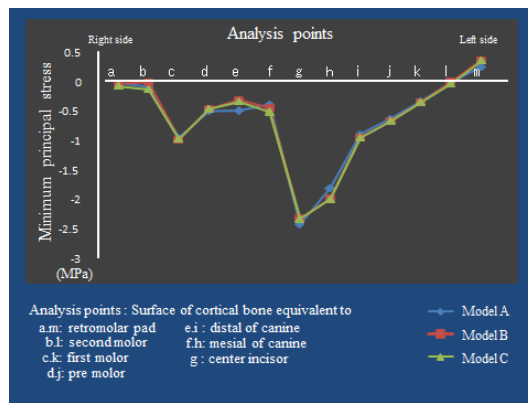 Right side
Analysis points
Left side
Minimum principal stress
0.5
0
-0.5
-1
-1.5
-2
-2.5
-3
(MPa)
a b c d e f g h i j k l m
Analysis points : Surface of cortical bone equivalent to
a.m: retromolar pad
b.l: second molor
c.k: first molor
d.j: pre molor
e.i : distal of canine
f.h: mesial of canine
g : center incisor
Model A
Model B
Model C